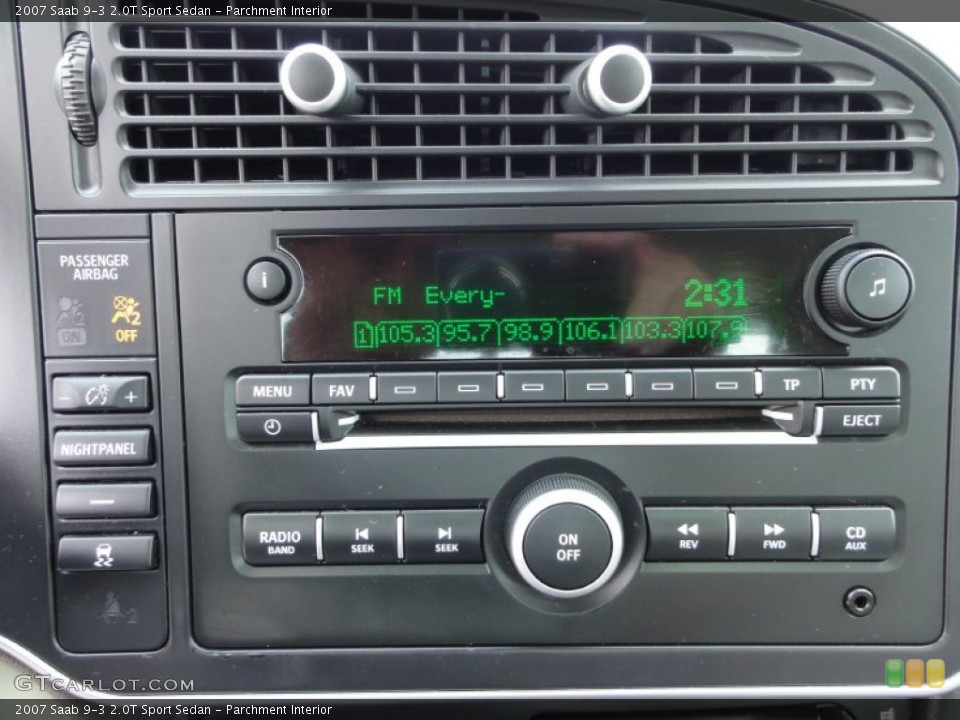 2007 Saab 9-3 2.0T Sport Sedan - Parchment Interior
PASSENGER
AIRBAG
ON
2
OFF
i
FM Every- 2:31
1 105.3 95.7 98.9 106.1 103.3 107.9
MENU FAV TP PTY
EJECT
- +
NIGHTPANEL
RADIO
BAND
SEEK
SEEK
ON
OFF
REV
FWD
CD
AUX
2
GTCARLOT.COM
2007 Saab 9-3 2.0T Sport Sedan - Parchment Interior